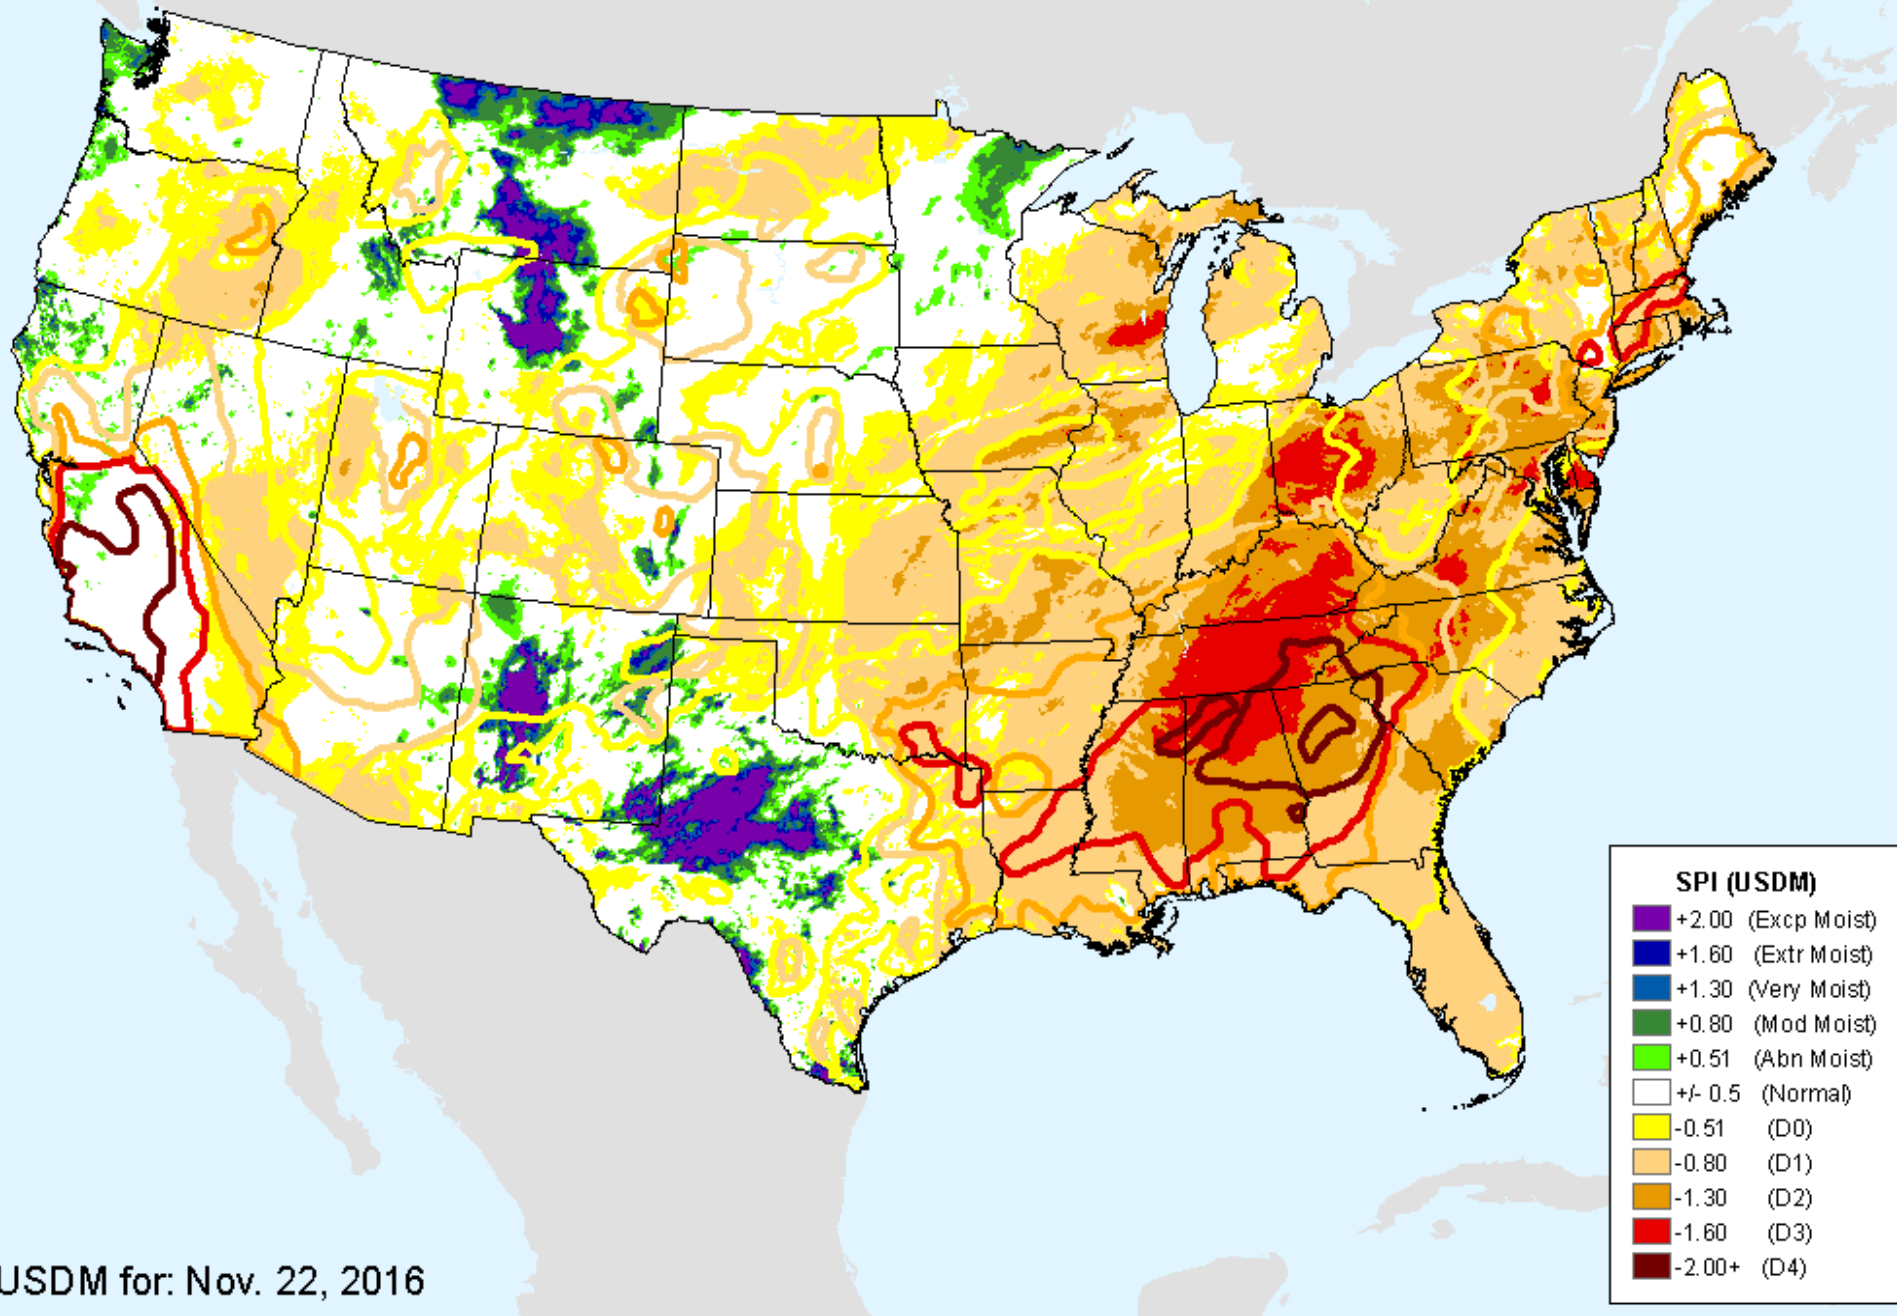 SPI (USDM)
+2.00 (Excp Moist)
+1.60 (Extr Moist)
+1.30 (Very Moist)
+0.80 (Mod Moist)
+0.51 (Abn Moist)
+/- 0.5 (Normal)
-0.51 (D0)
-0.80 (D1)
-1.30 (D2)
-1.60 (D3)
-2.00+ (D4)
USDM for: Nov. 22, 2016